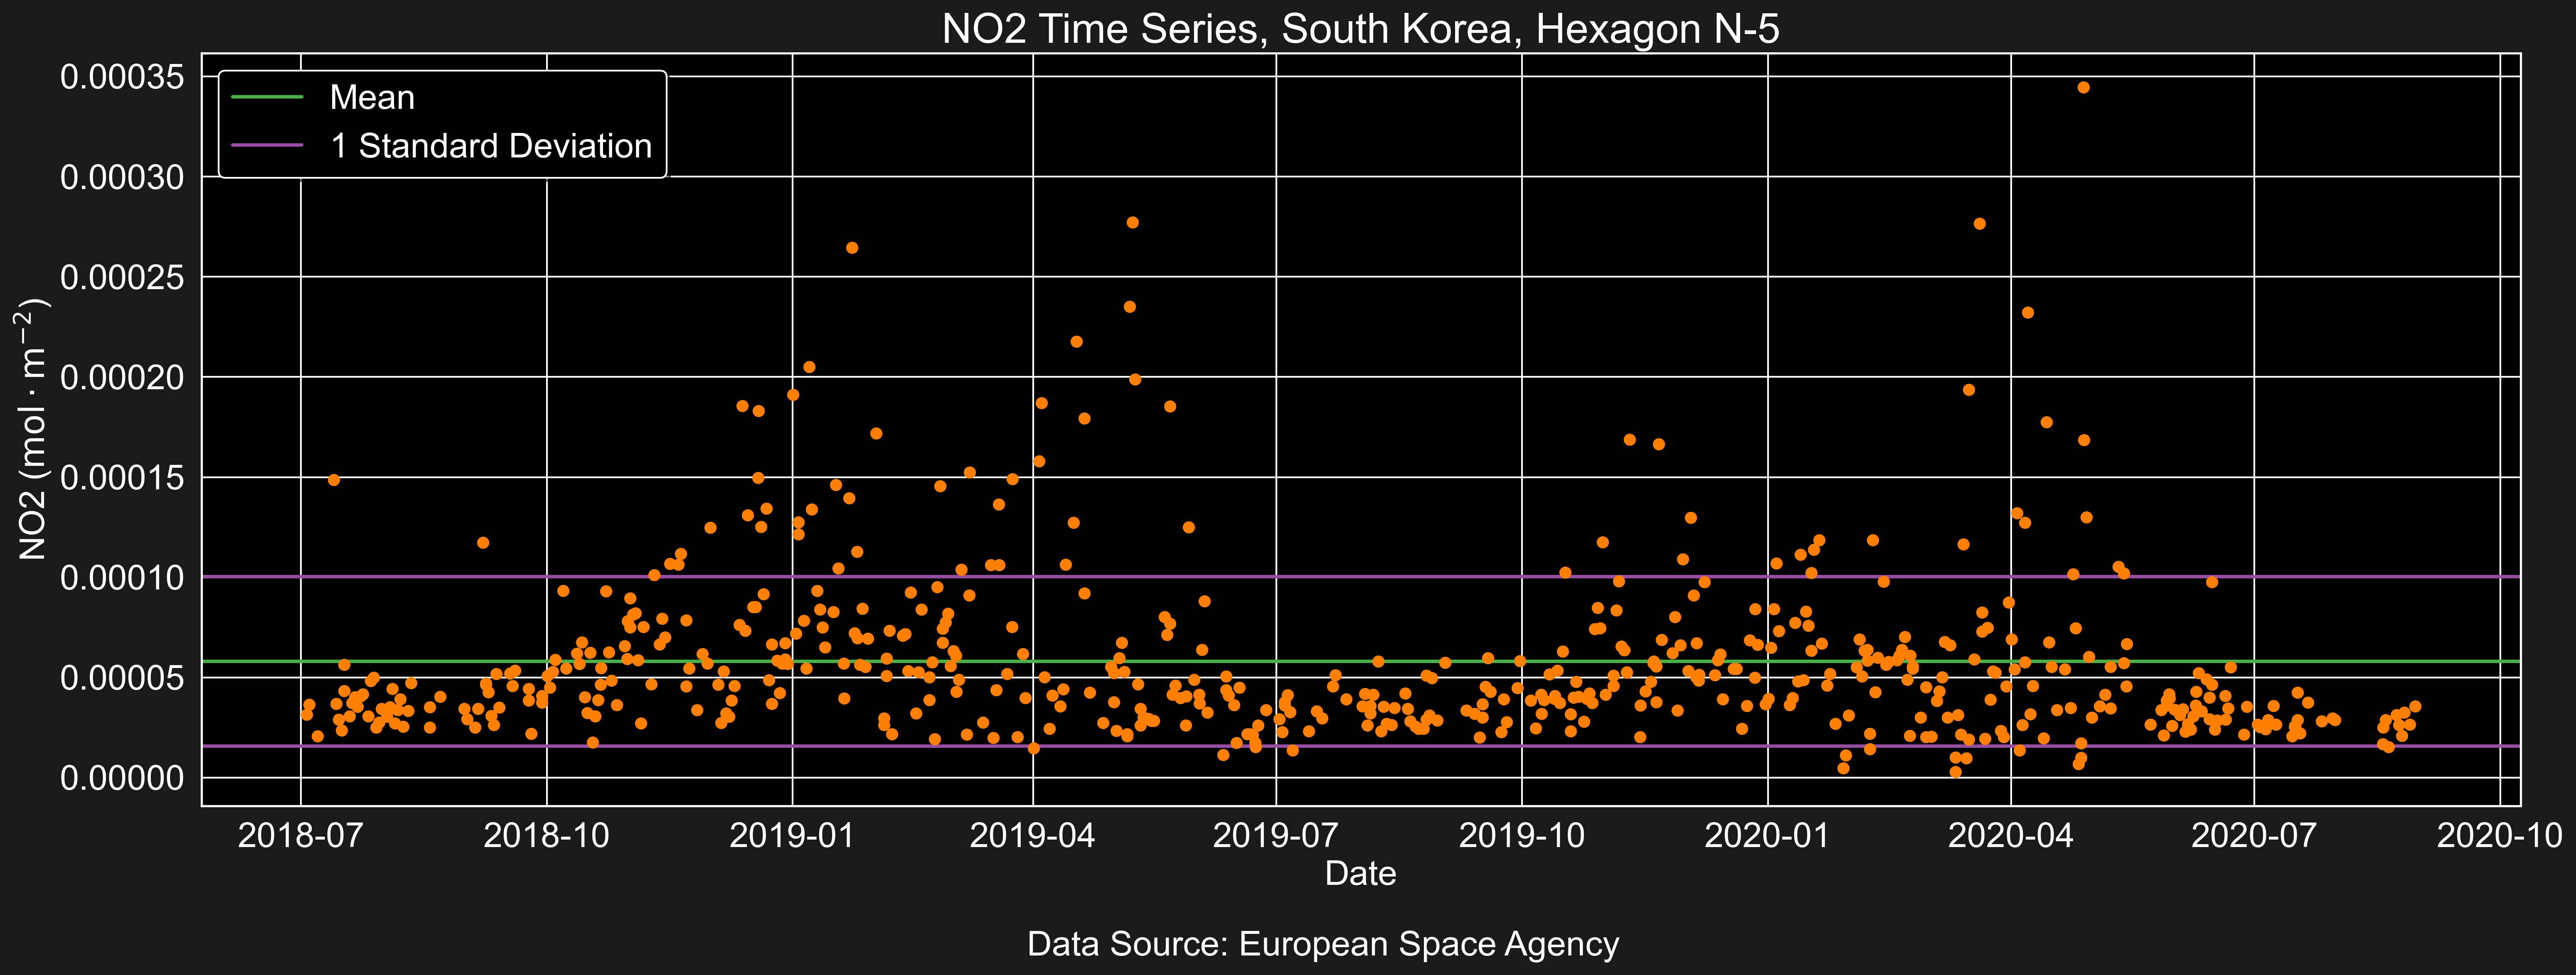 NO2 Time Series, South Korea, Hexagon N-5
Mean
1 Standard Deviation
NO2 (mol · m⁻²)
0.00035
0.00030
0.00025
0.00020
0.00015
0.00010
0.00005
0.00000
2018-07 2018-10 2019-01 2019-04 2019-07 2019-10 2020-01 2020-04 2020-07 2020-10
Date
Data Source: European Space Agency